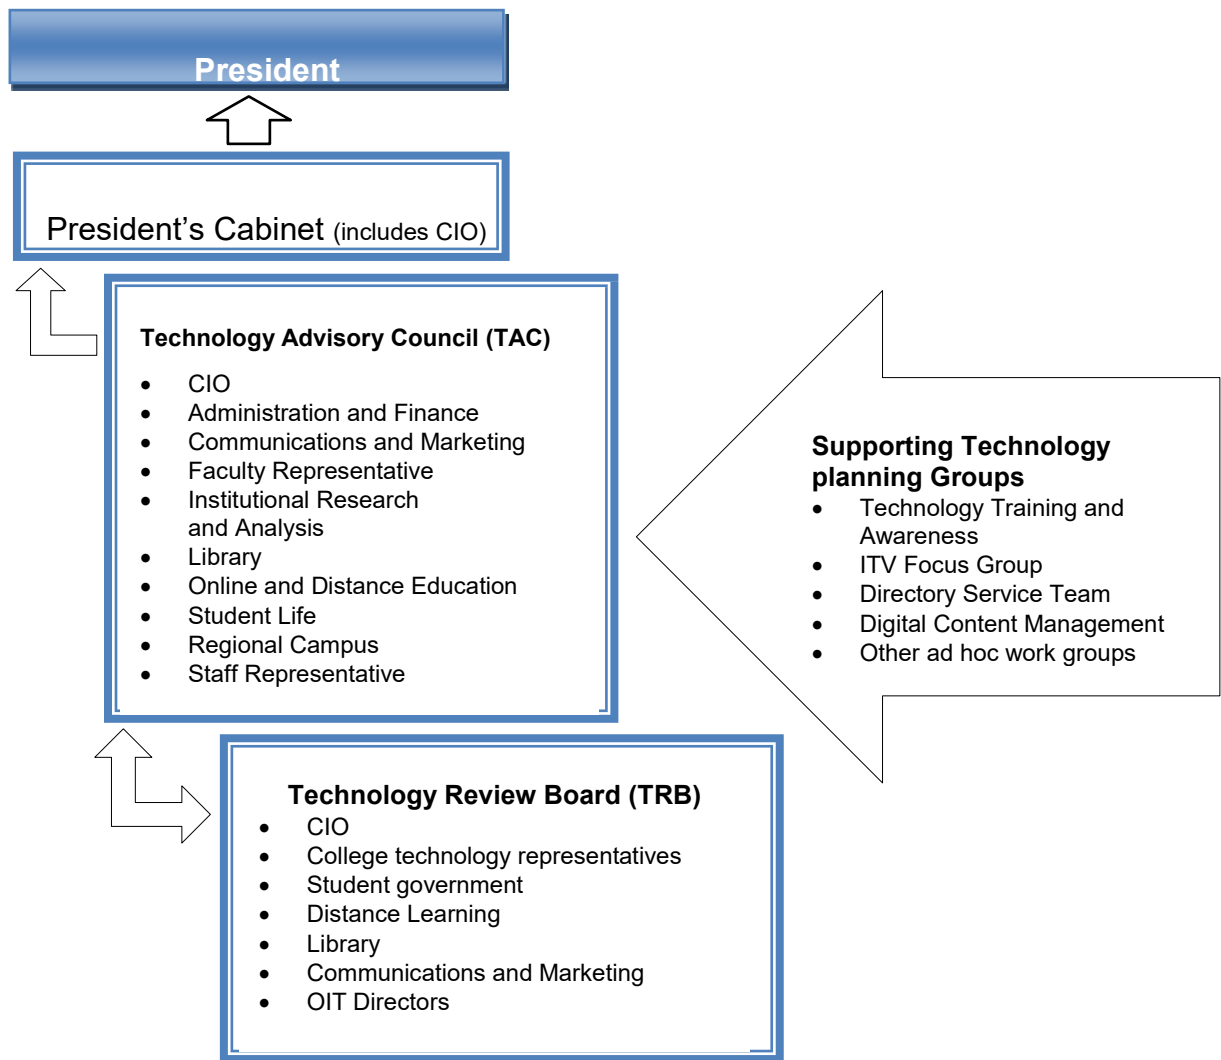 President
President’s Cabinet (includes CIO)
Technology Advisory Council (TAC)
• CIO
• Administration and Finance
• Communications and Marketing
• Faculty Representative
• Institutional Research
and Analysis
• Library
• Online and Distance Education
• Student Life
• Regional Campus
• Staff Representative
Supporting Technology
planning Groups
• Technology Training and
Awareness
• ITV Focus Group
• Directory Service Team
• Digital Content Management
• Other ad hoc work groups
Technology Review Board (TRB)
• CIO
• College technology representatives
• Student government
• Distance Learning
• Library
• Communications and Marketing
• OIT Directors